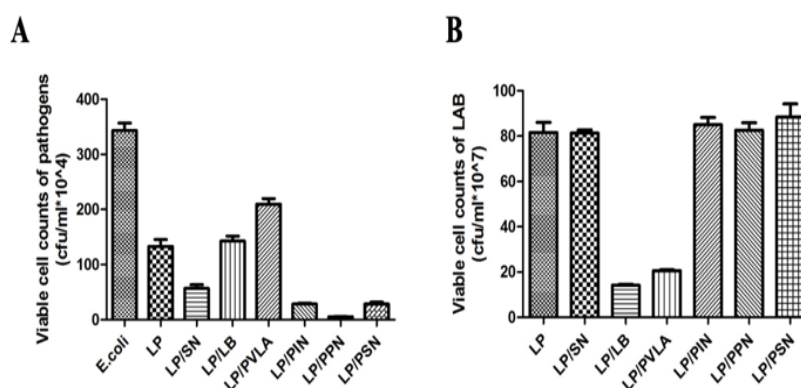 A
Viable cell counts of pathogens
(cfu/ml*10^4)
400
300
200
100
0
E.coli
LP
LP/SN
LP/LB
LP/PVLA
LP/PIN
LP/PPN
LP/PSN
B
Viable cell counts of LAB
(cfu/ml*10^7)
100
80
60
40
20
0
LP
LP/SN
LP/LB
LP/PVLA
LP/PIN
LP/PPN
LP/PSN